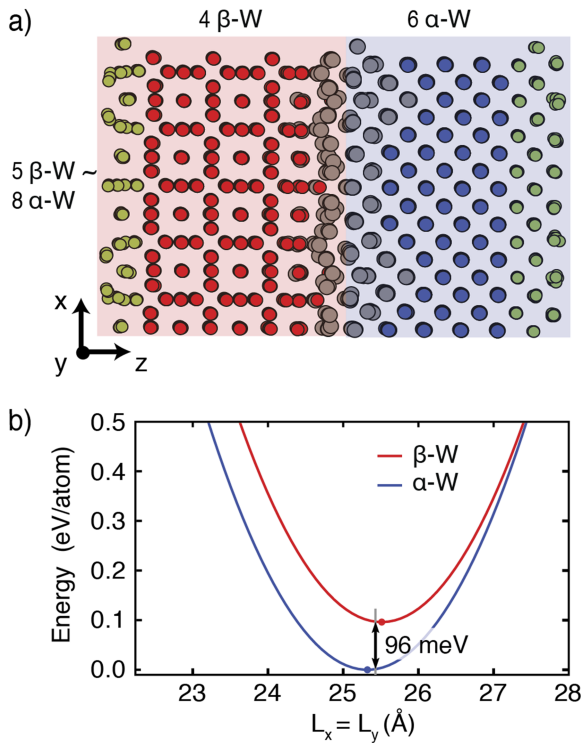 a)
4 β-W
6 α-W
5 β-W ~
8 α-W
x
y
z
b)
0.5
0.4
0.3
0.2
0.1
0.0
Energy (eV/atom)
β-W
α-W
96 meV
23
24
25
26
27
28
Lx = Ly (Å)